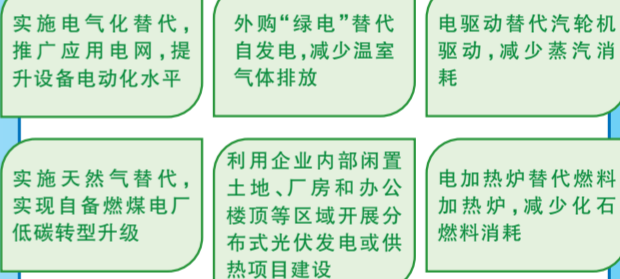 实施电气化替代，
推广应用电网，提
升设备电动化水平
外购“绿电”替代
自发电，减少温室
气体排放
电驱动替代汽轮机
驱动，减少蒸汽消
耗
实施天然气替代，
实现自备燃煤电厂
低碳转型升级
利用企业内部闲置
土地、厂房和办公
楼顶等区域开展分
布式光伏发电或供
热项目建设
电加热炉替代燃料
加热炉，减少化石
燃料消耗